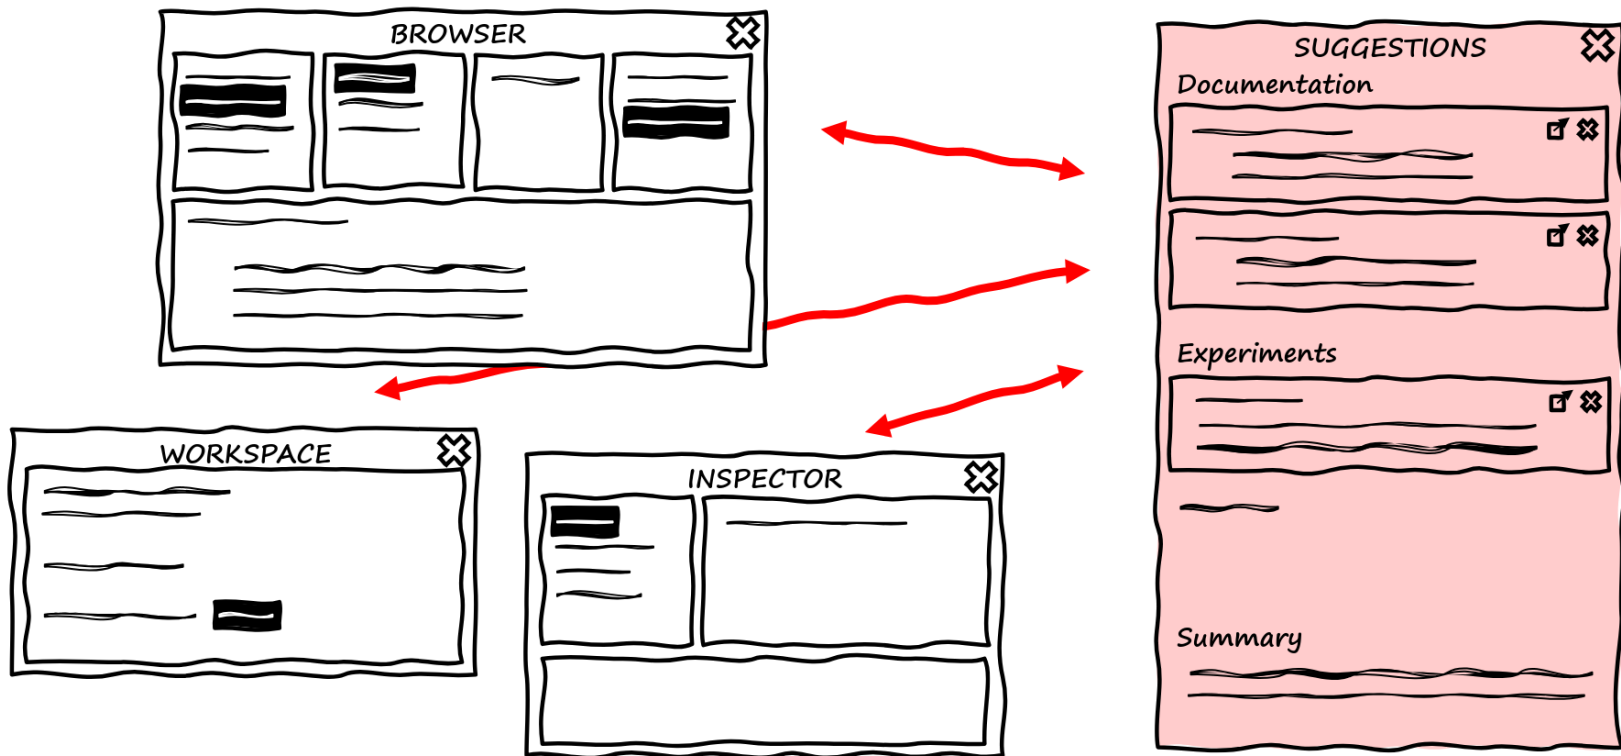 BROWSER
SUGGESTIONS
Documentation
Experiments
WORKSPACE
INSPECTOR
Summary